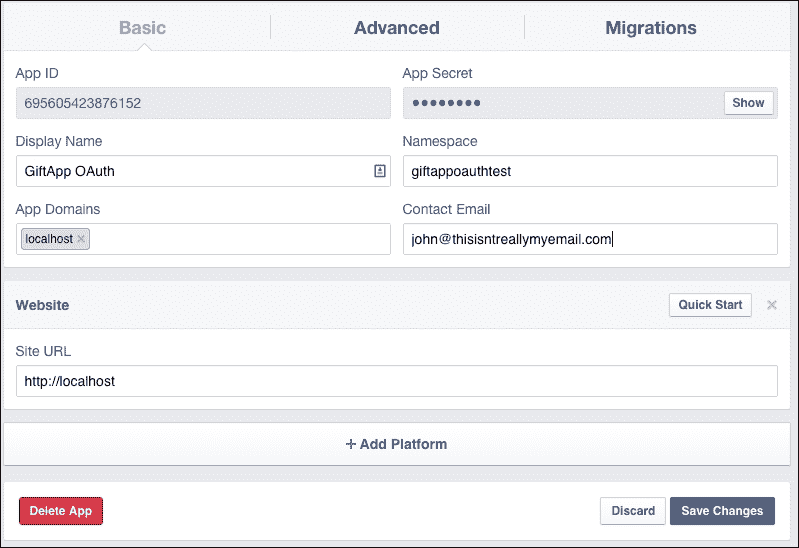 Basic Advanced Migrations
App ID App Secret
695605423876152 ●●●●●●●● Show
Display Name Namespace
GiftApp OAuth giftappoauthtest
App Domains Contact Email
localhost × john@thisisntreallymyemail.com
Website Quick Start ×
Site URL
http://localhost
+ Add Platform
Delete App Discard Save Changes